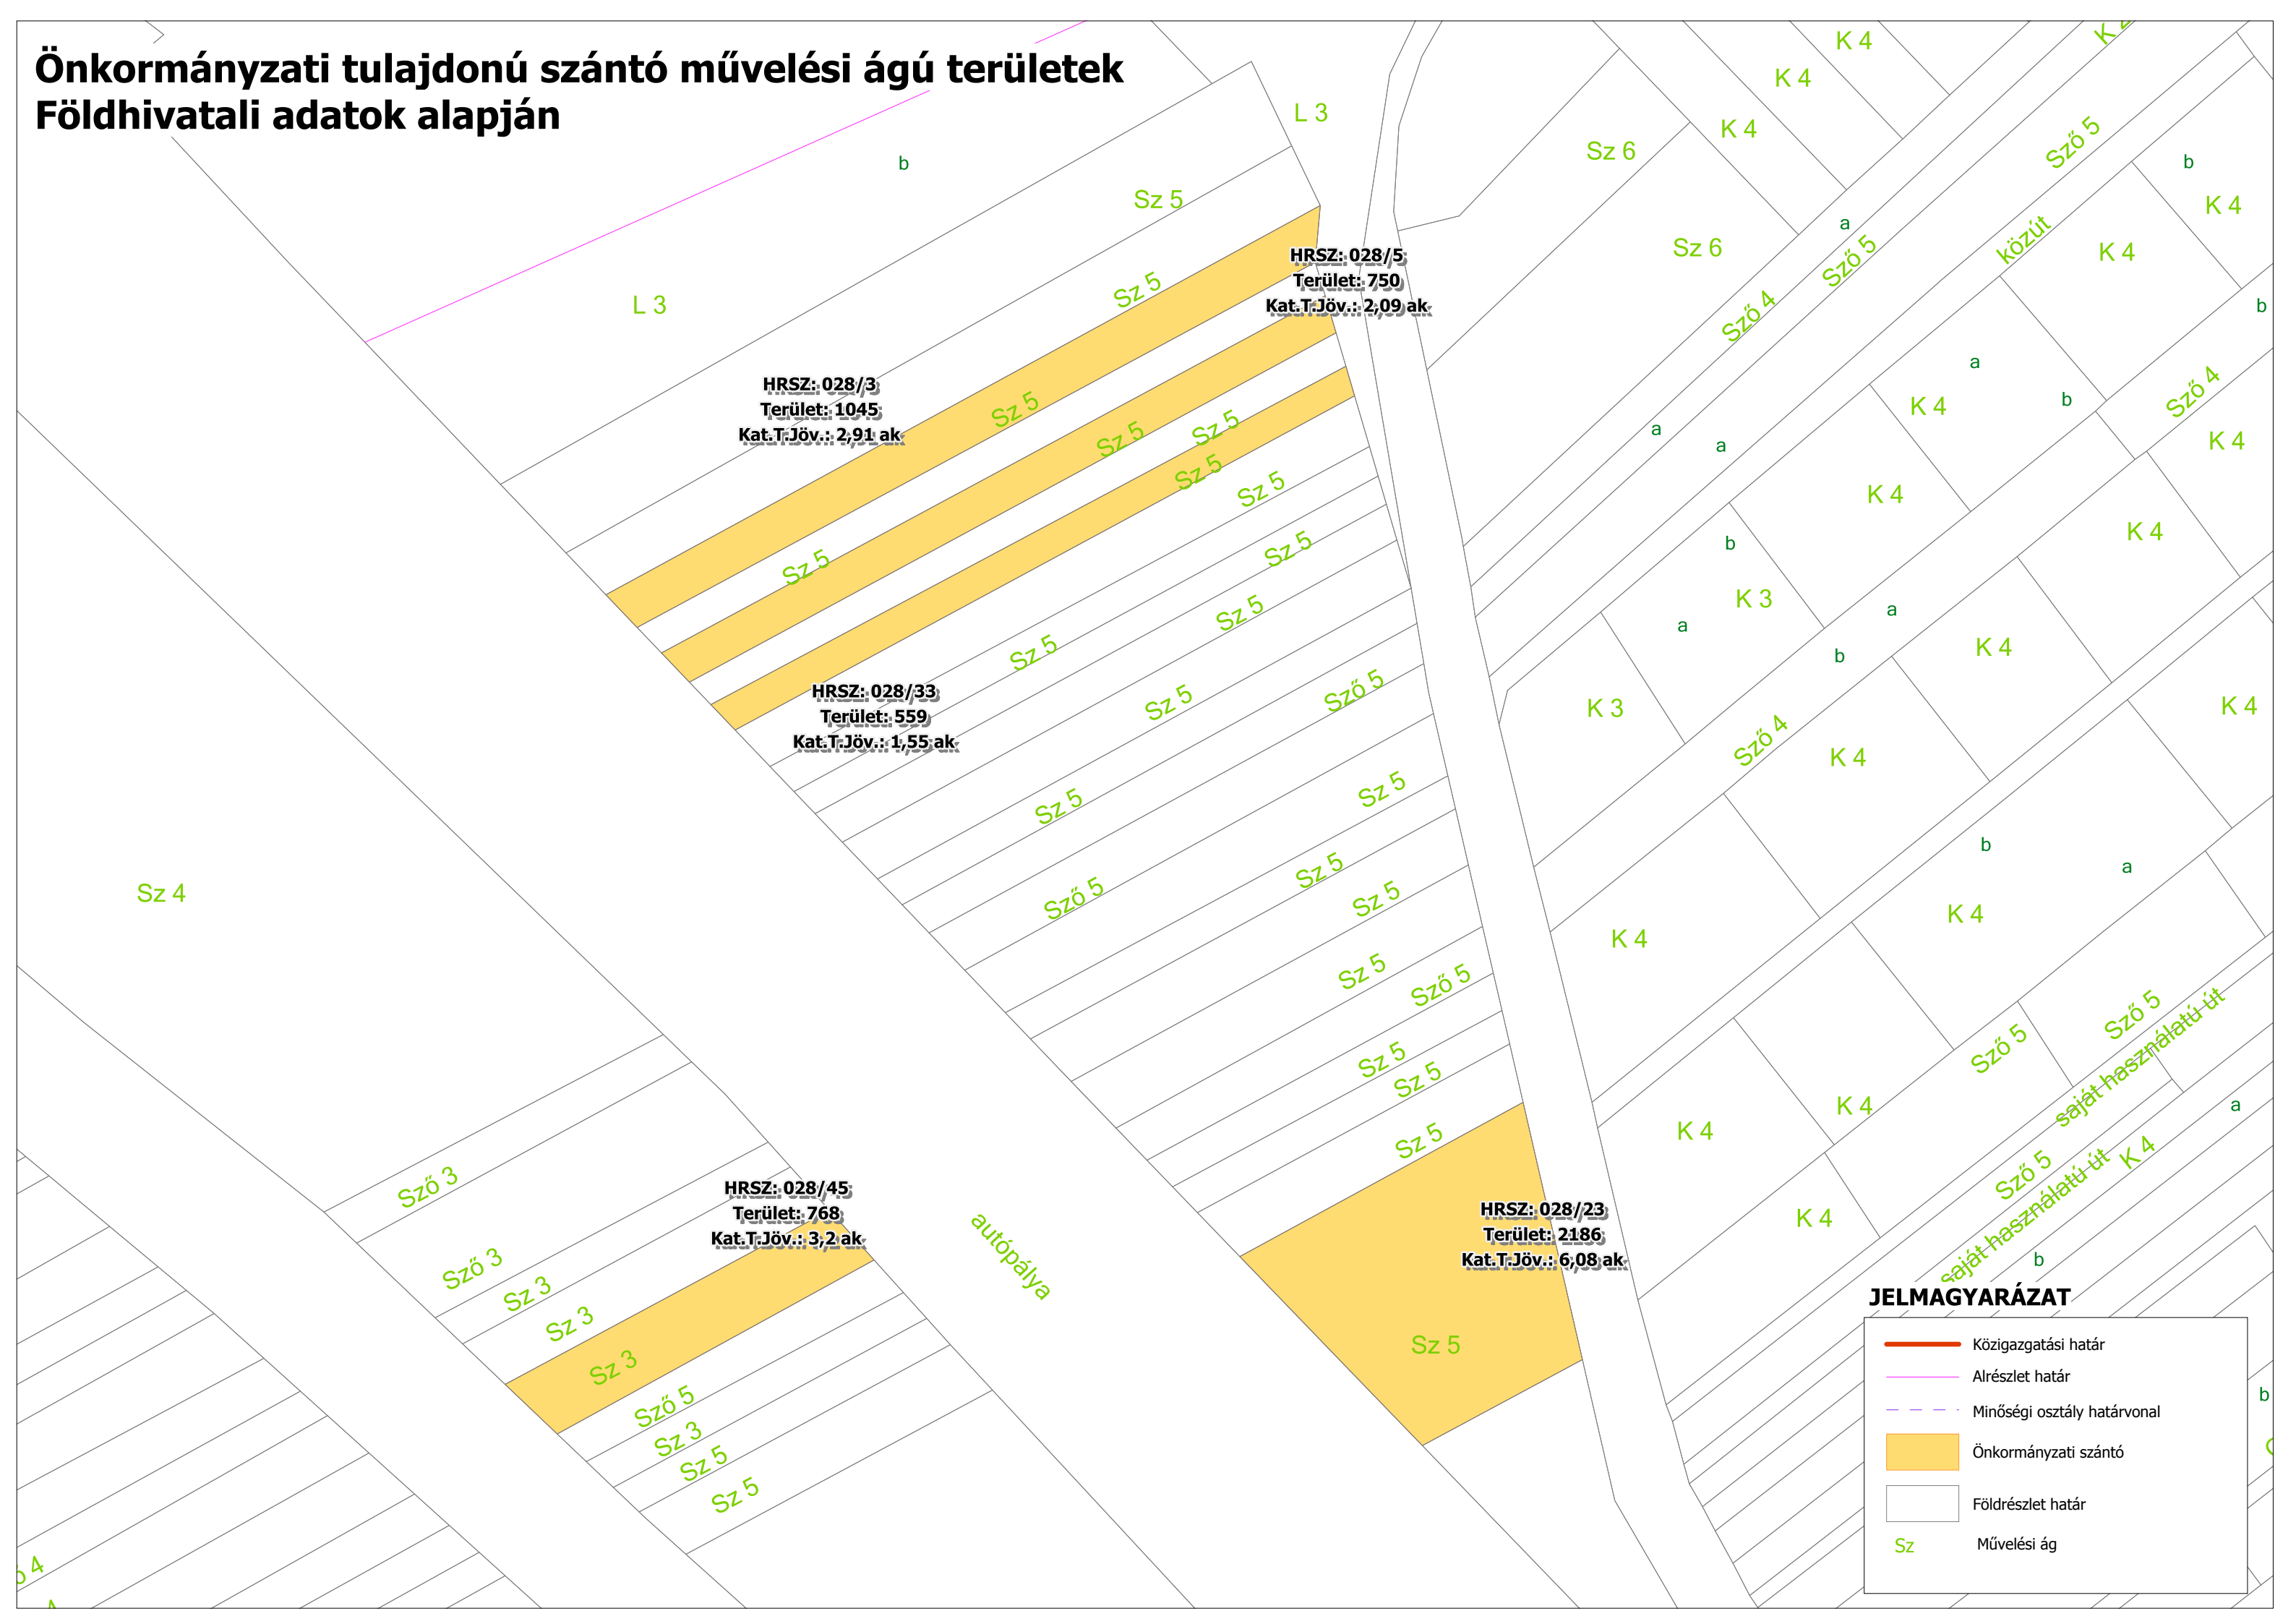 Önkormányzati tulajdonú szántó művelési ágú területek
Földhivatali adatok alapján
K 4
K 4
K 4
L 3
Sz 6
Sző 5
b
b
Sz 5
K 4
a
Sz 6
Sző 5
közút
K 4
HRSZ: 028/5
Terület: 750
Kat.T.Jöv.: 2,09 ak
Sz 5
L 3
Sző 4
b
a
HRSZ: 028/3
Terület: 1045
Kat.T.Jöv.: 2,91 ak
Sz 5
K 4
b
Sző 4
Sz 5
Sz 5
a
a
K 4
Sz 5
Sz 5
K 4
K 4
Sz 5
Sz 5
b
K 3
a
a
Sz 5
Sz 5
K 4
b
HRSZ: 028/33
Terület: 559
Kat.T.Jöv.: 1,55 ak
Sz 5
Sző 5
K 3
K 4
Sző 4
K 4
Sz 5
Sz 5
b
a
Sz 4
Sző 5
Sz 5
Sz 5
K 4
K 4
Sz 5
Sző 5
Sző 5
saját használatú út
Sző 5
Sz 5
Sz 5
K 4
a
K 4
Sz 5
K 4
Sző 5
saját használatú út
Sző 3
HRSZ: 028/45
Terület: 768
Kat.T.Jöv.: 3,2 ak
HRSZ: 028/23
Terület: 2186
Kat.T.Jöv.: 6,08 ak
K 4
b
autópálya
Sző 3
Sz 3
Sz 3
Sz 5
Sz 3
Sző 5
Sz 3
Sz 5
Sz 5
b
4
JELMAGYARÁZAT
Közigazgatási határ
Alrészlet határ
Minőségi osztály határvonal
Önkormányzati szántó
Földrészlet határ
Sz Művelési ág